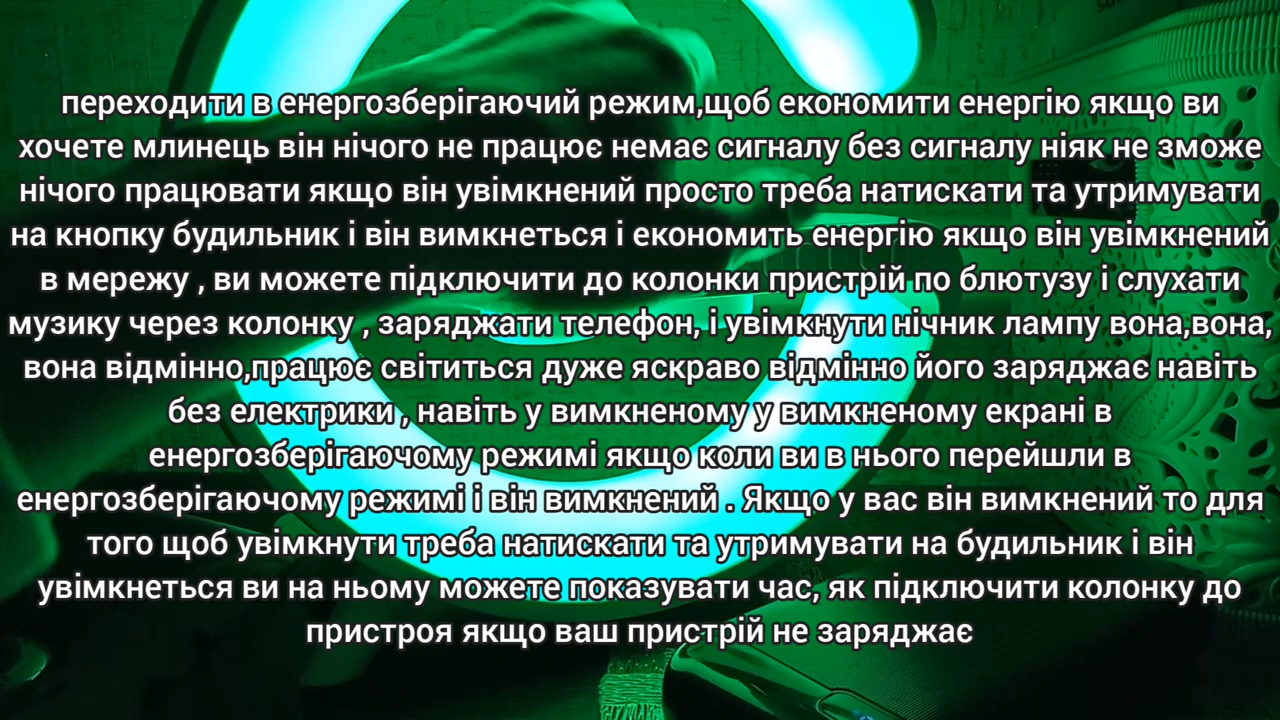 переходити в енергозберігаючий режим,щоб економити енергію якщо ви
хочете млинець він нічого не працює немає сигналу без сигналу ніяк не зможе
нічого працювати якщо він увімкнений просто треба натискати та утримувати
на кнопку будильник і він вимкнеться і економить енергію якщо він увімкнений
в мережу , ви можете підключити до колонки пристрій по блютузу і слухати
музику через колонку , заряджати телефон, і увімкнути нічник лампу вона,вона,
вона відмінно,працює світиться дуже яскраво відмінно його заряджає навіть
без електрики , навіть у вимкненому у вимкненому екрані в
енергозберігаючому режимі якщо коли ви в нього перейшли в
енергозберігаючому режимі і він вимкнений . Якщо у вас він вимкнений то для
того щоб увімкнути треба натискати та утримувати на будильник і він
увімкнеться ви на ньому можете показувати час, як підключити колонку до
пристроя якщо ваш пристрій не заряджає